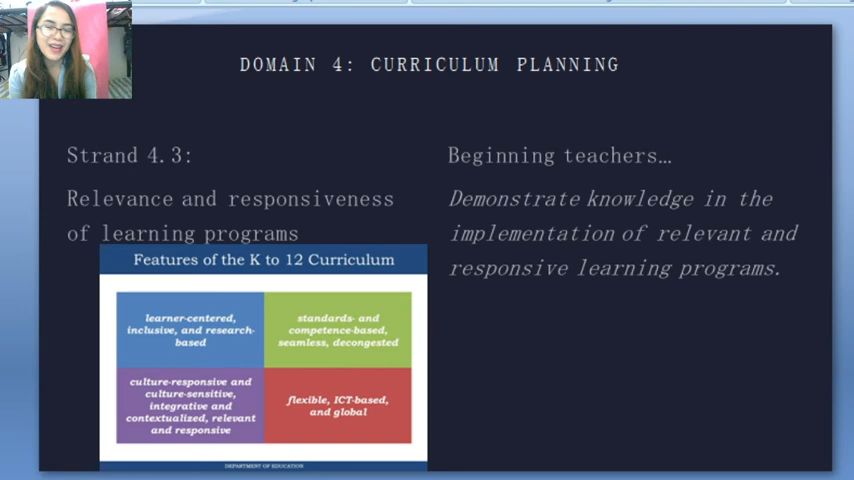 DOMAIN 4: CURRICULUM PLANNING
Strand 4.3:
Relevance and responsiveness
of learning programs
Features of the K to 12 Curriculum
learner-centered,
inclusive, and research-
based
standards- and
competence-based,
seamless, decongested
culture-responsive and
culture-sensitive,
integrative and
contextualized, relevant
and responsive
flexible, ICT-based,
and global
DEPARTMENT OF EDUCATION
Beginning teachers…
Demonstrate knowledge in the
implementation of relevant and
responsive learning programs.